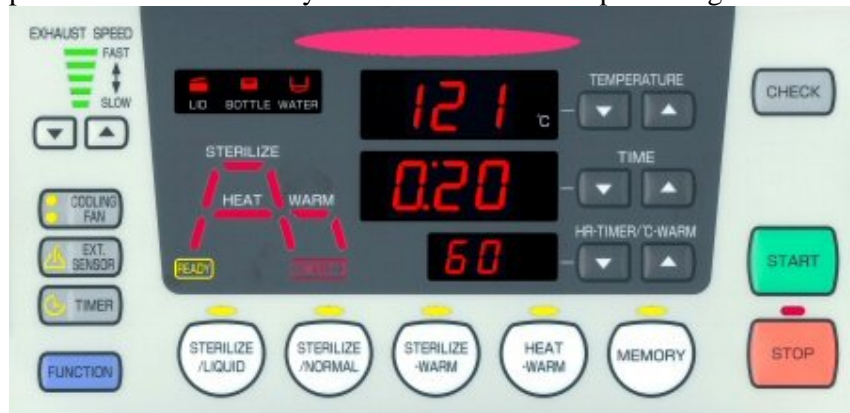 EXHAUST SPEED
FAST
SLOW
LID BOTTLE WATER
121 °C
TEMPERATURE
CHECK
STERILIZE
HEAT WARM
READY
0:20
TIME
60
HR-TIMER/°C-WARM
COOLING
FAN
EXT.
SENSOR
TIMER
FUNCTION
STERILIZE
/LIQUID
STERILIZE
/NORMAL
STERILIZE
-WARM
HEAT
-WARM
MEMORY
START
STOP